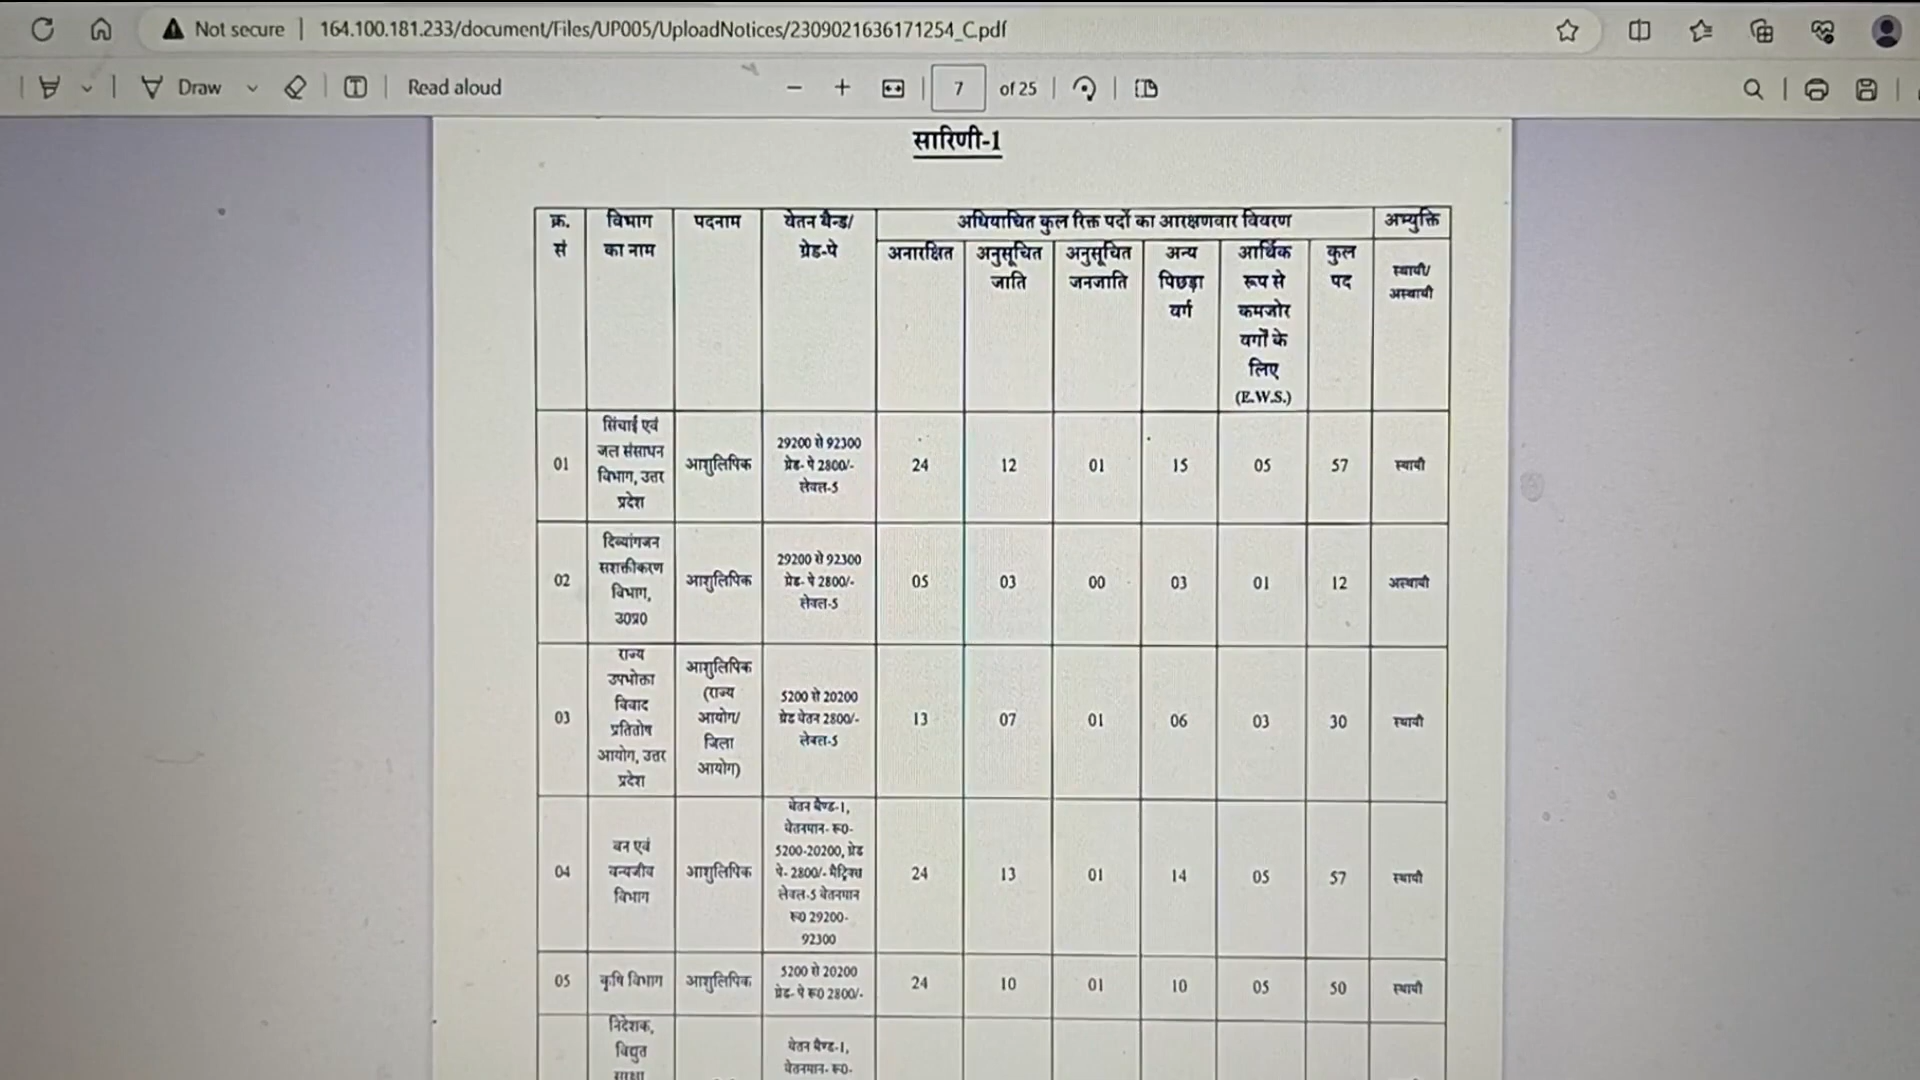 Not secure
164.100.181.233/document/Files/UP005/UploadNotices/2309021636171254_C.pdf
Draw
Read aloud
7
of 25
सारिणी-1
क्र.
सं
विभाग
का नाम
पदनाम
वेतन बैन्ड/
ग्रेड-पे
अधियाचित कुल रिक्त पदों का आरक्षणवार विवरण
अभ्युक्ति
अनारक्षित
अनुसूचित
जाति
अनुसूचित
जनजाति
अन्य
पिछड़ा
वर्ग
आर्थिक
रूप से
कमजोर
वर्गों के
लिए
(E.W.S.)
कुल
पद
स्थायी/
अस्थायी
01
सिंचाई एवं
जल संसाधन
विभाग, उत्तर
प्रदेश
आशुलिपिक
29200 से 92300
ग्रेड- पे 2800/-
लेवल-5
24
12
01
15
05
57
स्थायी
02
दिव्यांगजन
सशक्तीकरण
विभाग,
उ0प्र0
आशुलिपिक
29200 से 92300
ग्रेड- पे 2800/-
लेवल-5
05
03
00
03
01
12
अस्थायी
03
राज्य
उपभोक्ता
विवाद
प्रतितोष
आयोग, उत्तर
प्रदेश
आशुलिपिक
(राज्य
आयोग/
जिला
आयोग)
5200 से 20200
ग्रेड वेतन 2800/-
लेवल-5
13
07
01
06
03
30
स्थायी
04
वन एवं
वन्यजीव
विभाग
आशुलिपिक
वेतन बैण्ड-1,
वेतनमान- रू0-
5200-20200, ग्रेड
पे- 2800/- मैट्रिक्स
लेवल-5 वेतनमान
रू0 29200-
92300
24
13
01
14
05
57
स्थायी
05
कृषि विभाग
आशुलिपिक
5200 से 20200
ग्रेड- पे रू0 2800/-
24
10
01
10
05
50
स्थायी
निदेशक,
विद्युत
वेतन बैण्ड-1,
वेतनमान- रू0-